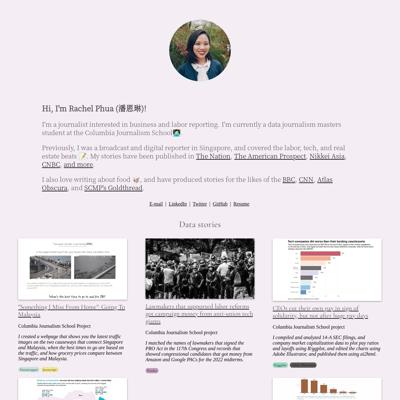 Hi, I'm Rachel Phua (潘恩琳)!
I'm a journalist interested in business and labor reporting. I'm currently a data journalism masters
student at the Columbia Journalism School
Previously, I was a broadcast and digital reporter in Singapore, and covered the labor, tech, and real
estate beats 📝. My stories have been published in The Nation, The American Prospect, Nikkei Asia,
CNBC, and more.
I also love writing about food, and have produced stories for the likes of the BBC, CNN, Atlas
Obscura, and SCMP's Goldthread.
E-mail | LinkedIn | Twitter | GitHub | Resume
Data stories
"Something I Miss From Home": Going To
Malaysia
Columbia Journalism School Project
I created a webpage that shows you the latest traffic
images on the two causeways that connect Singapore
and Malaysia, when the best times to go are based on
the traffic, and how grocery prices compare between
Singapore and Malaysia.
Lawmakers that supported labor reforms
got campaign money from anti-union tech
giants
Columbia Journalism School project
I matched the names of lawmakers that signed the
PRO Act in the 117th Congress and records that
showed congressional candidates that got money from
Amazon and Google PACs for the 2022 midterms.
Tech companies did worse than their banking counterparts
CEOs cut their own pay in sign of
solidarity, but not after huge pay days
Columbia Journalism School project
I compiled and analyzed 14-A SEC filings, and
company market capitalization data to plot pay ratios
and layoffs using R/ggplot, and edited the charts using
Adobe Illustrator, and published them using ai2html.